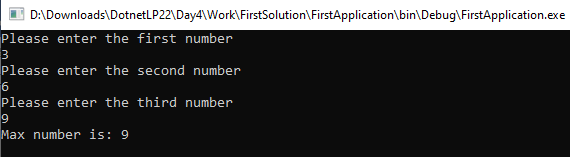 D:\Downloads\DotnetLP22\Day4\Work\FirstSolution\FirstApplication\bin\Debug\FirstApplication.exe
Please enter the first number
3
Please enter the second number
6
Please enter the third number
9
Max number is: 9